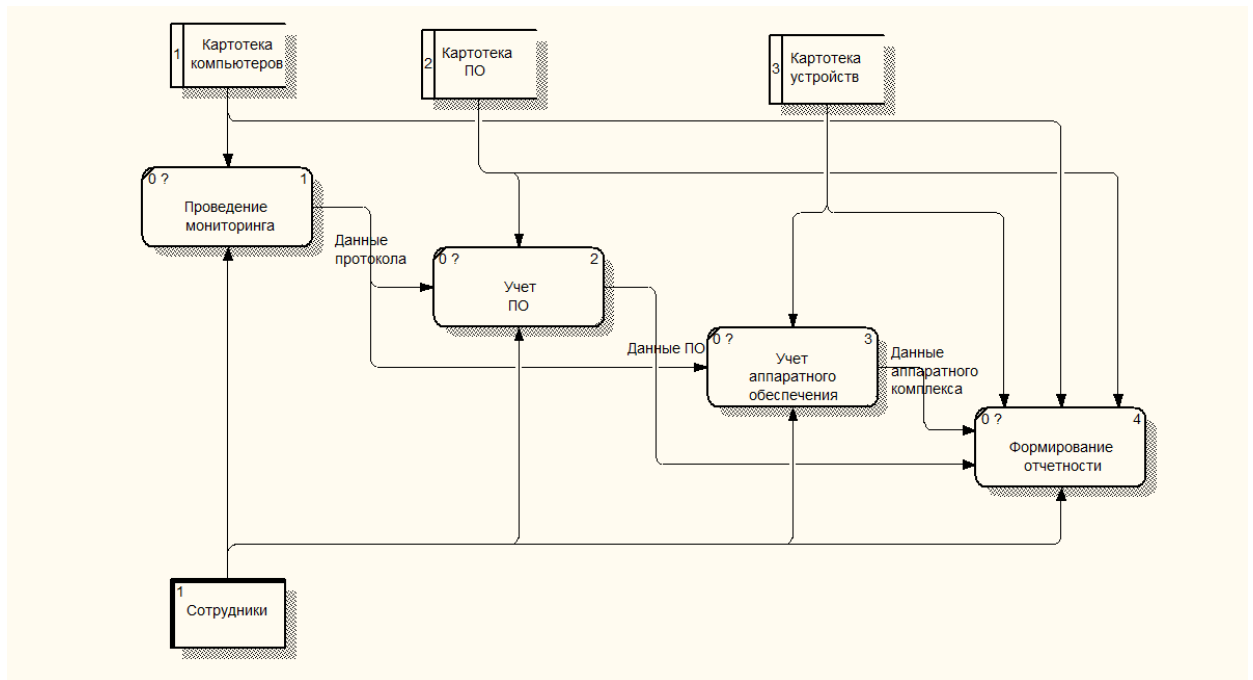 1
Картотека
компьютеров
2
Картотека
ПО
3
Картотека
устройств
0 ?
1
Проведение
мониторинга
Данные
протокола
0 ?
2
Учет
ПО
Данные ПО
0 ?
3
Учет
аппаратного
обеспечения
Данные
аппаратного
комплекса
0 ?
4
Формирование
отчетности
1
Сотрудники